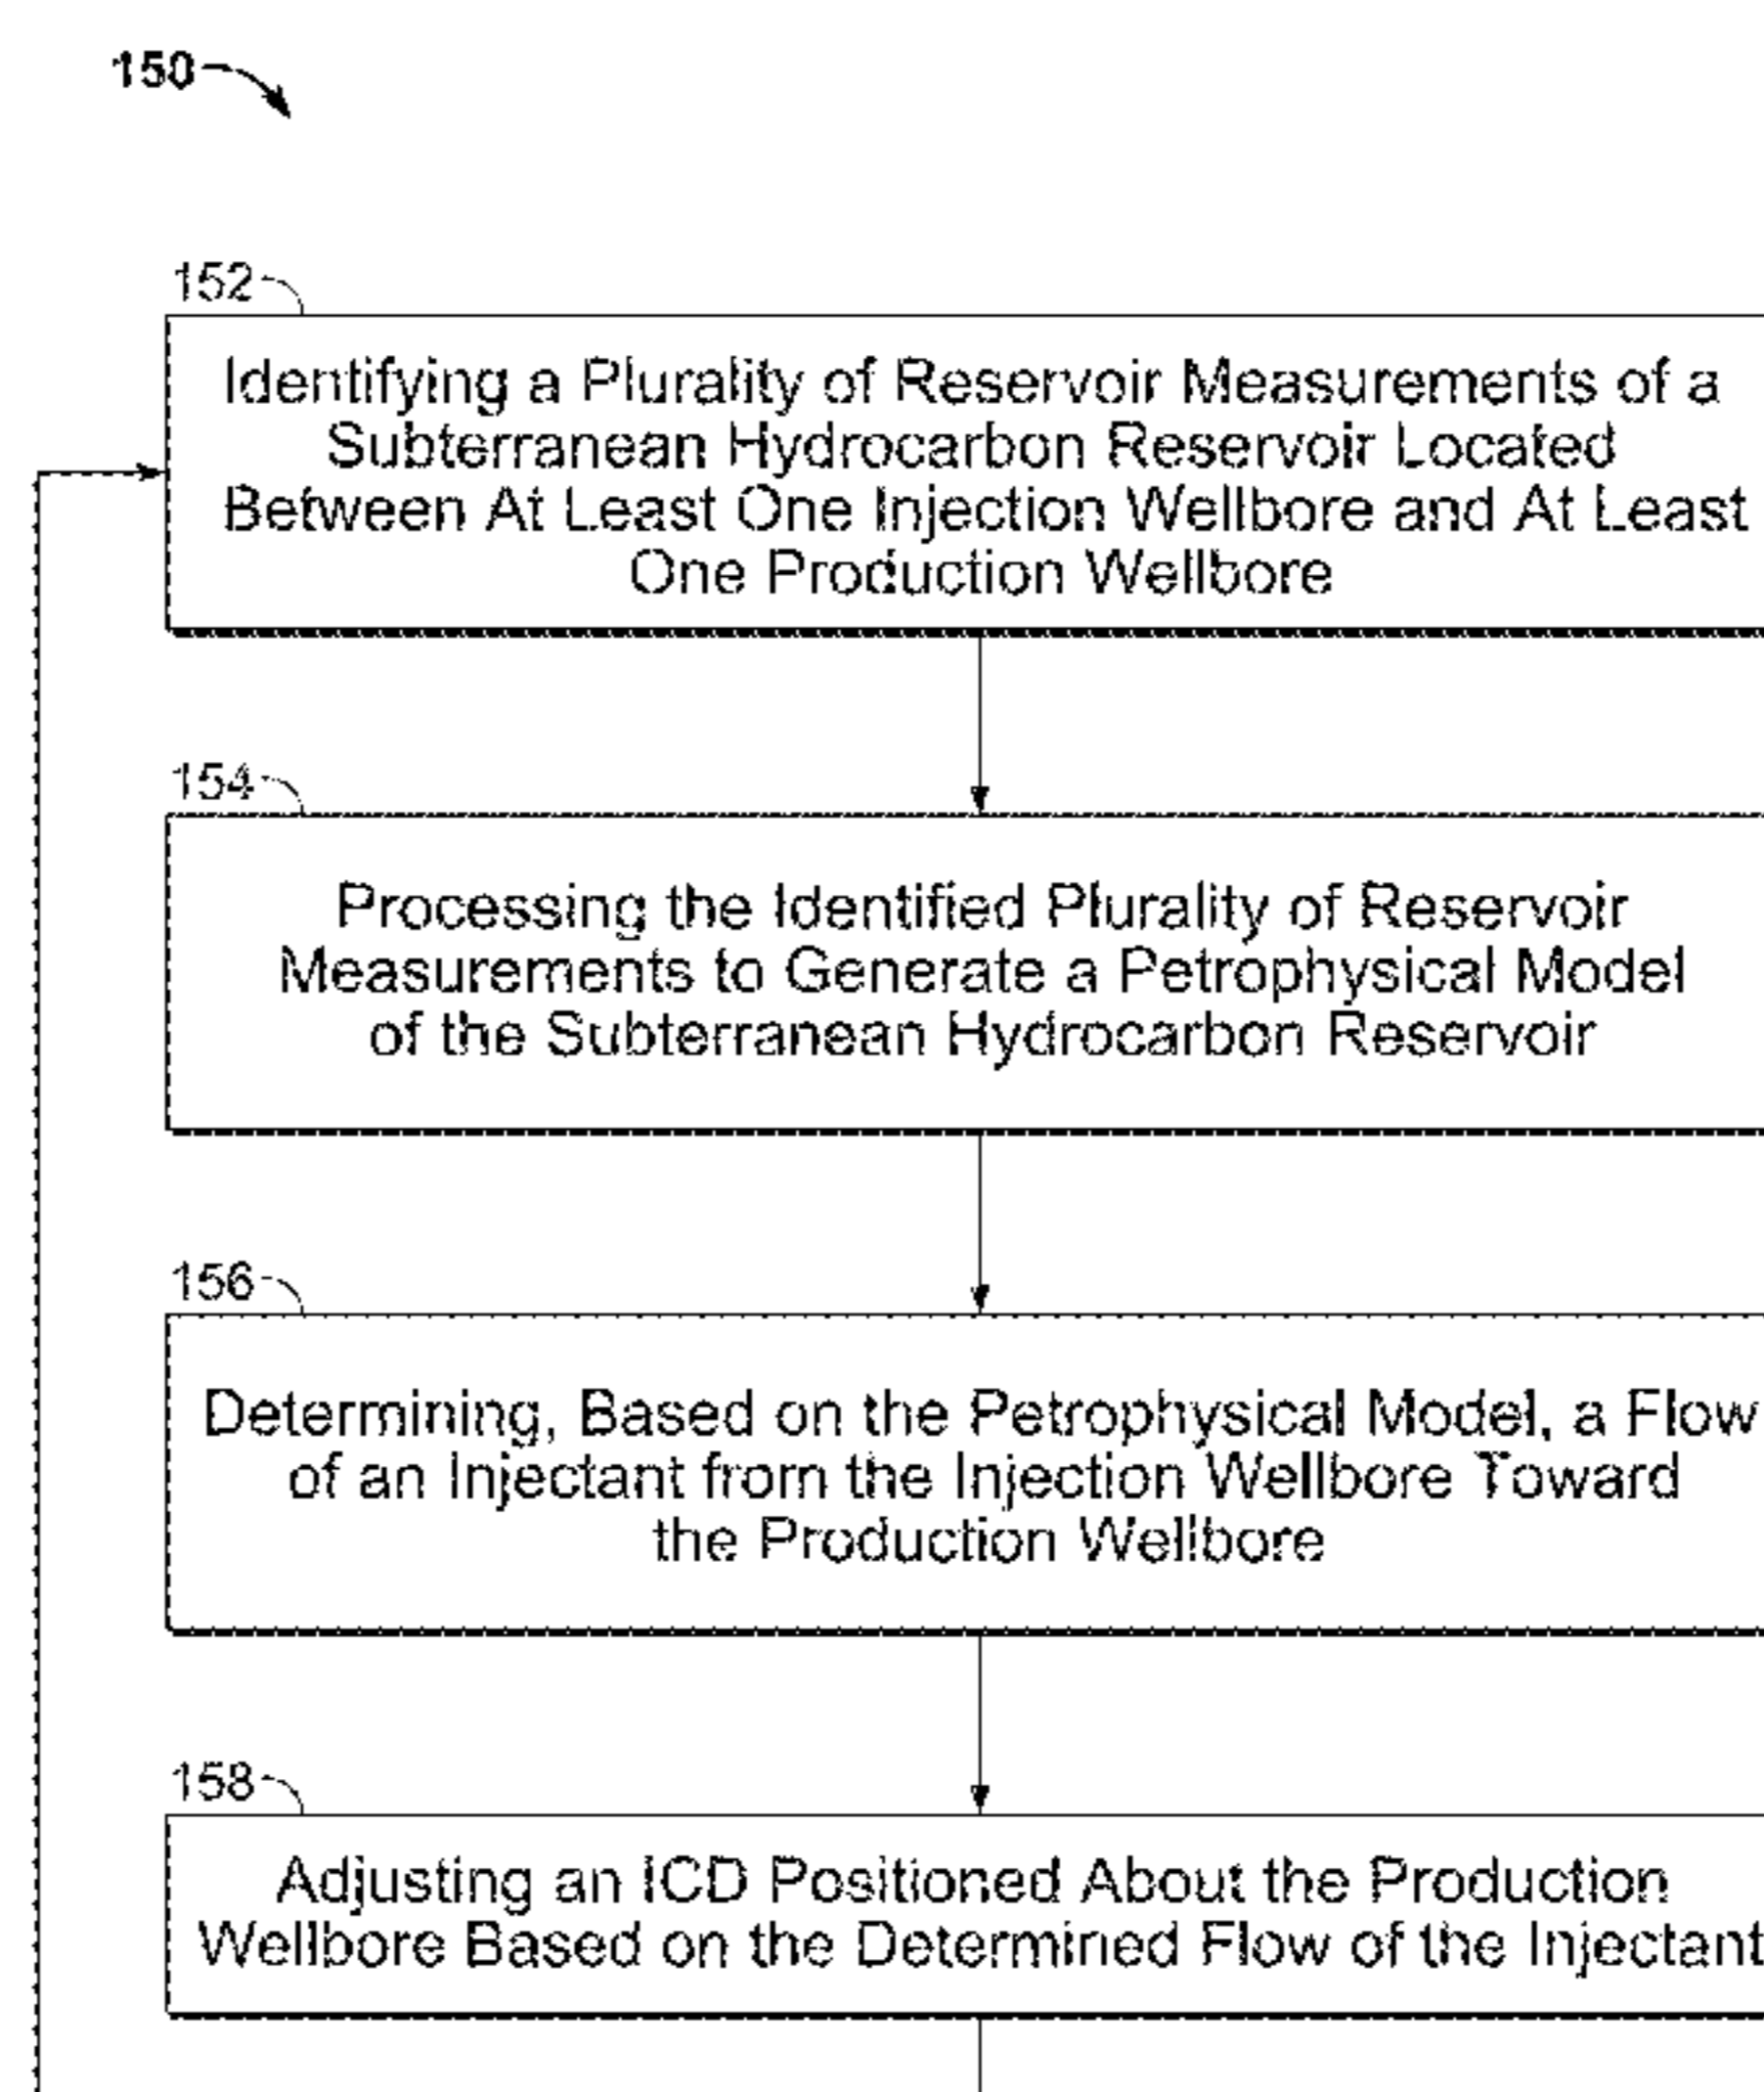 150
152
Identifying a Plurality of Reservoir Measurements of a
Subterranean Hydrocarbon Reservoir Located
Between At Least One Injection Wellbore and At Least
One Production Wellbore
154
Processing the Identified Plurality of Reservoir
Measurements to Generate a Petrophysical Model
of the Subterranean Hydrocarbon Reservoir
156
Determining, Based on the Petrophysical Model, a Flow
of an Injectant from the Injection Wellbore Toward
the Production Wellbore
158
Adjusting an ICD Positioned About the Production
Wellbore Based on the Determined Flow of the Injectant